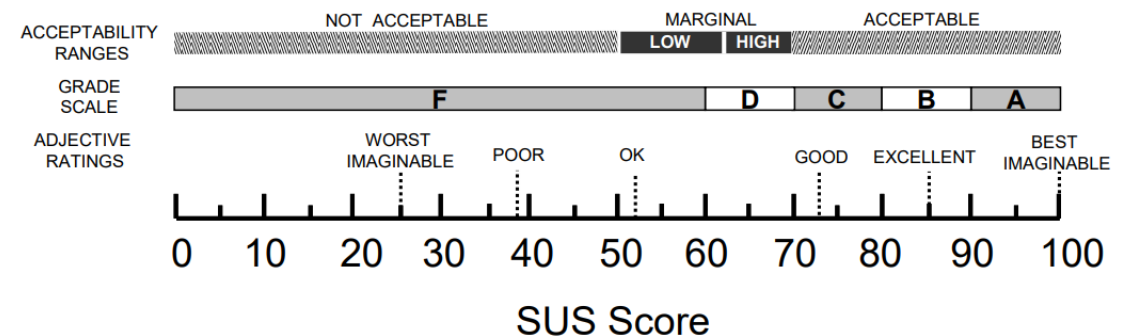 NOT ACCEPTABLE MARGINAL ACCEPTABLE
ACCEPTABILITY RANGES
LOW HIGH
GRADE SCALE
F D C B A
ADJECTIVE RATINGS
WORST IMAGINABLE
POOR
OK
GOOD
EXCELLENT
BEST IMAGINABLE
0 10 20 30 40 50 60 70 80 90 100
SUS Score